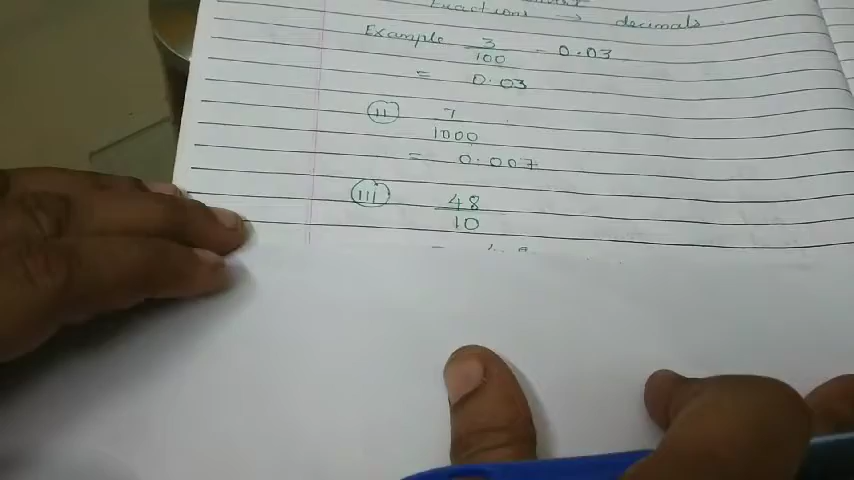 Fractions → decimals
Example 3/100 - 0.03
= 0.03
(ii) 7/1000
= 0.007
(iii) 48/10